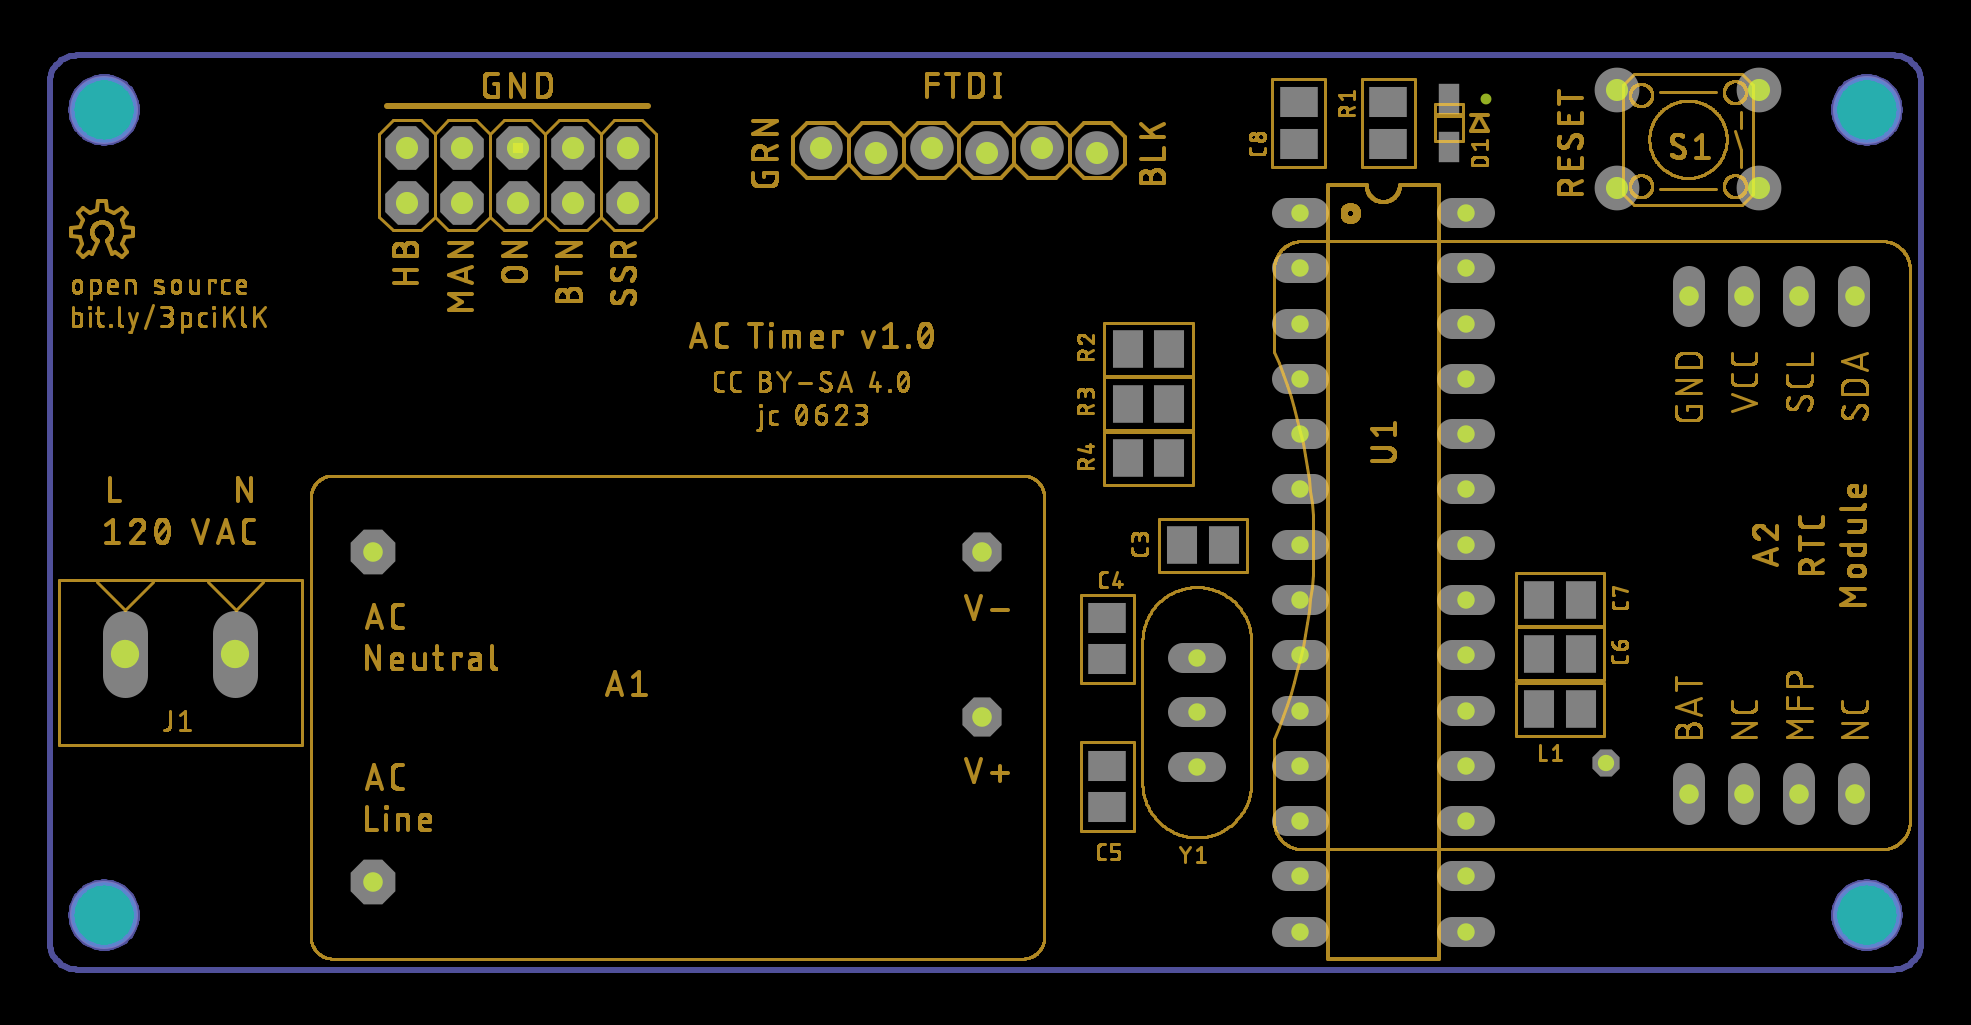 GND
HB
MAN
ON
BTN
SSR
FTDI
GRN
BLK
C8
R1
D1
RESET
S1
open source
bit.ly/3pciKlK
AC Timer v1.0
CC BY-SA 4.0
jc 0623
R2
R3
R4
U1
GND
VCC
SCL
SDA
L N
120 VAC
J1
AC
Neutral
AC
Line
A1
V-
V+
C3
C4
C5
Y1
C7
C6
L1
A2
RTC
Module
BAT
NC
MFP
NC